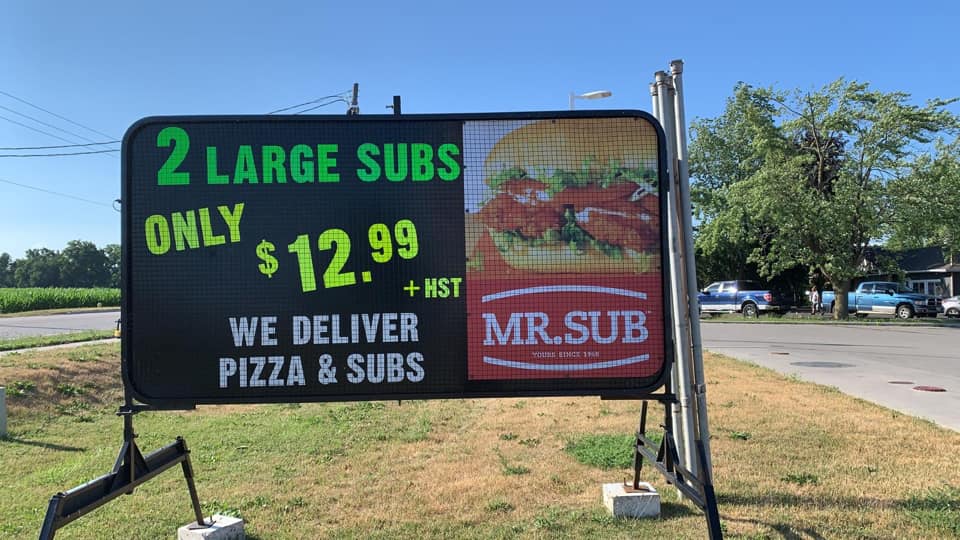 2 LARGE SUBS
ONLY
$12.99
+ HST
WE DELIVER
PIZZA & SUBS
MR.SUB
YOURS SINCE 1968